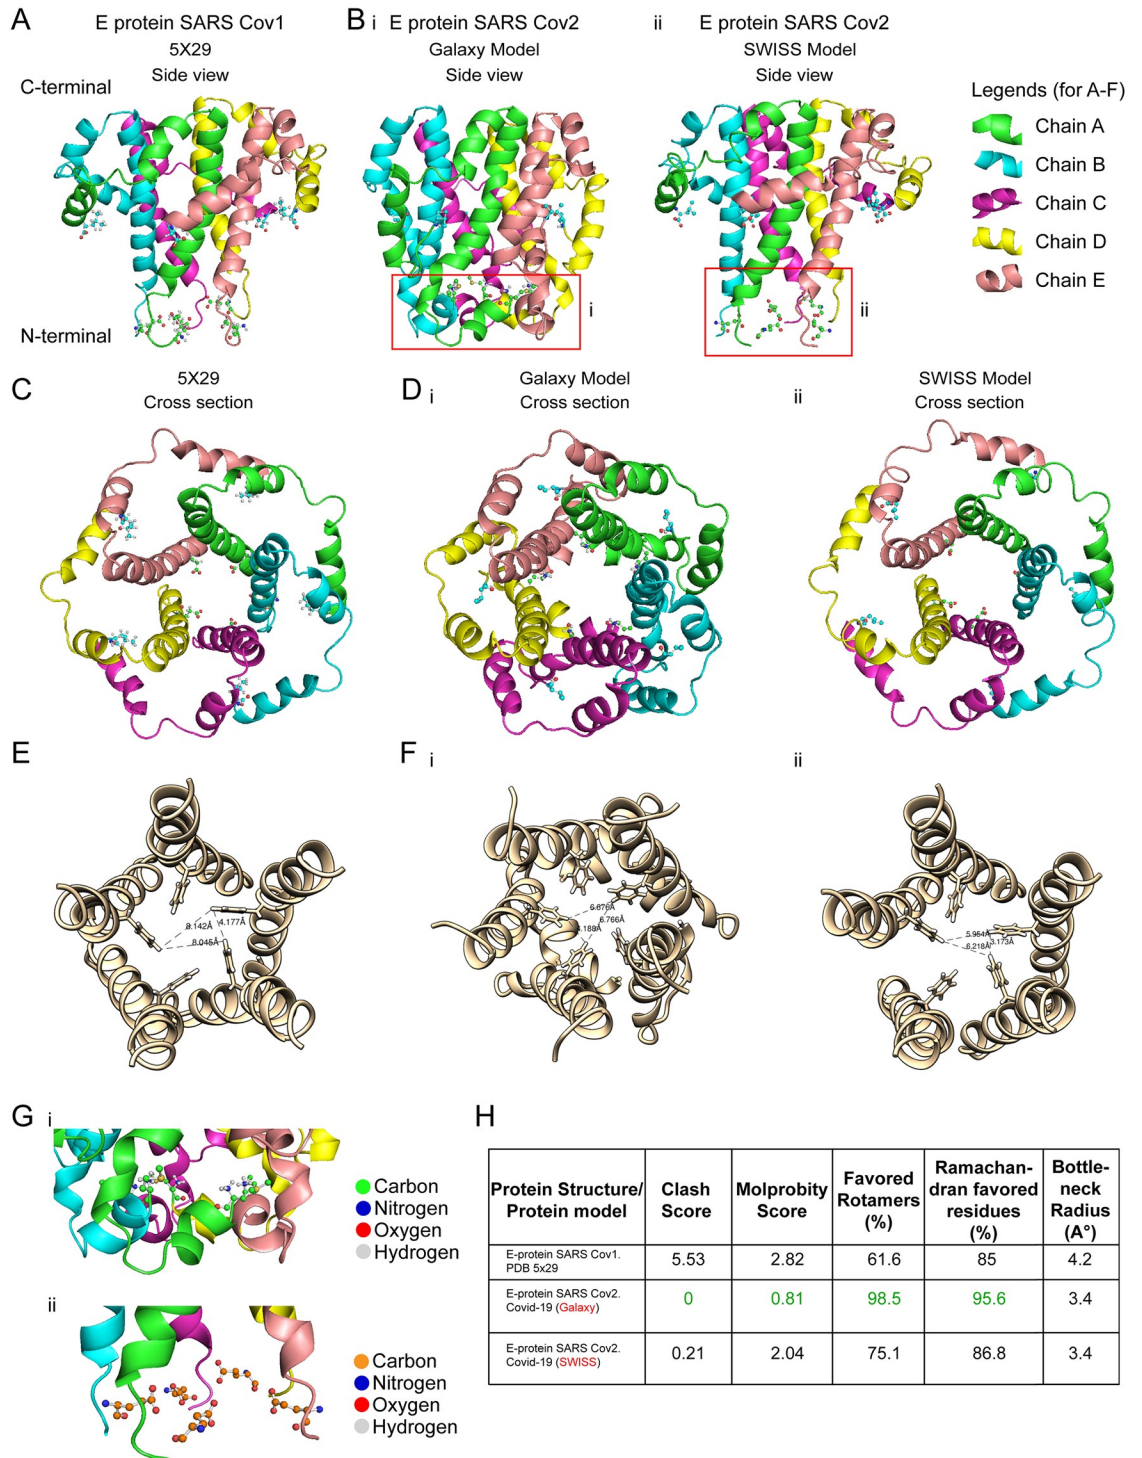 A
E protein SARS Cov1
5X29
Side view
B
i
E protein SARS Cov2
Galaxy Model
Side view
ii
E protein SARS Cov2
SWISS Model
Side view
C-terminal
N-terminal
i
ii
Legends (for A-F)
Chain A
Chain B
Chain C
Chain D
Chain E
C
5X29
Cross section
D
i
Galaxy Model
Cross section
ii
SWISS Model
Cross section
E
4.177Å
8.045Å
F
i
6.676Å
6.766Å
4.188Å
ii
5.954Å
3.173Å
6.218Å
G
i
Carbon
Nitrogen
Oxygen
Hydrogen
ii
Carbon
Nitrogen
Oxygen
Hydrogen
H
Protein Structure/
Protein model
Clash
Score
Molprobity
Score
Favored
Rotamers
(%)
Ramachan-
dran favored
residues
(%)
Bottle-
neck
Radius
(A°)
E-protein SARS Cov1.
PDB 5x29
5.53
2.82
61.6
85
4.2
E-protein SARS Cov2.
Covid-19 (Galaxy)
0
0.81
98.5
95.6
3.4
E-protein SARS Cov2.
Covid-19 (SWISS)
0.21
2.04
75.1
86.8
3.4